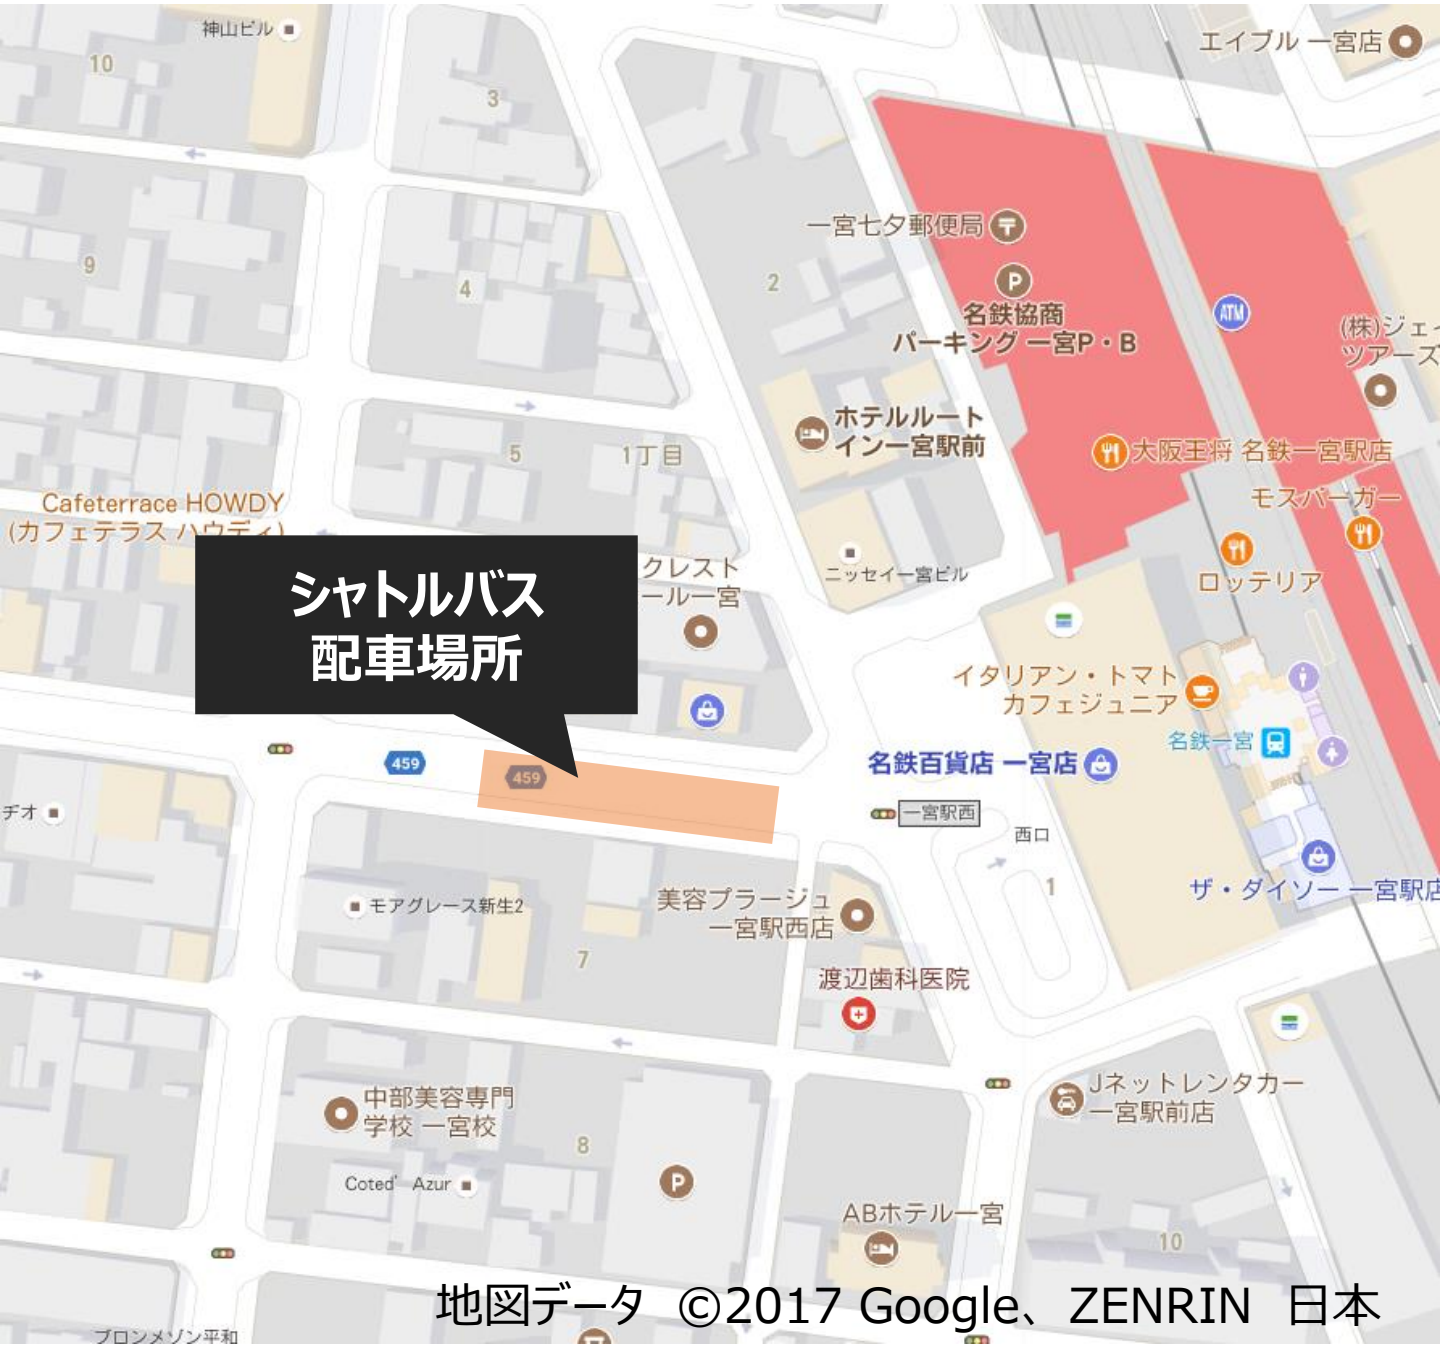 神山ビル
エイブル 一宮店
10
3
一宮七夕郵便局
9
4
2
名鉄協商
パーキング 一宮P・B
ATM
(株)ジェイ
ツアーズ
ホテルルート
イン一宮駅前
大阪王将 名鉄一宮駅店
5
1丁目
モスバーガー
Cafeterrace HOWDY
(カフェテラス ハウディ)
シャトルバス
配車場所
クレスト
ール一宮
ニッセイ一宮ビル
ロッテリア
イタリアン・トマト
カフェジュニア
名鉄一宮
名鉄百貨店 一宮店
459
459
ヂオ
一宮駅西
西口
1
ザ・ダイソー 一宮駅店
モアグレース新生2
美容プラージュ
一宮駅西店
7
渡辺歯科医院
中部美容専門
学校 一宮校
8
Jネットレンタカー
一宮駅前店
Coted' Azur
P
ABホテル一宮
10
地図データ ©2017 Google、ZENRIN 日本
ブロンメゾン平和